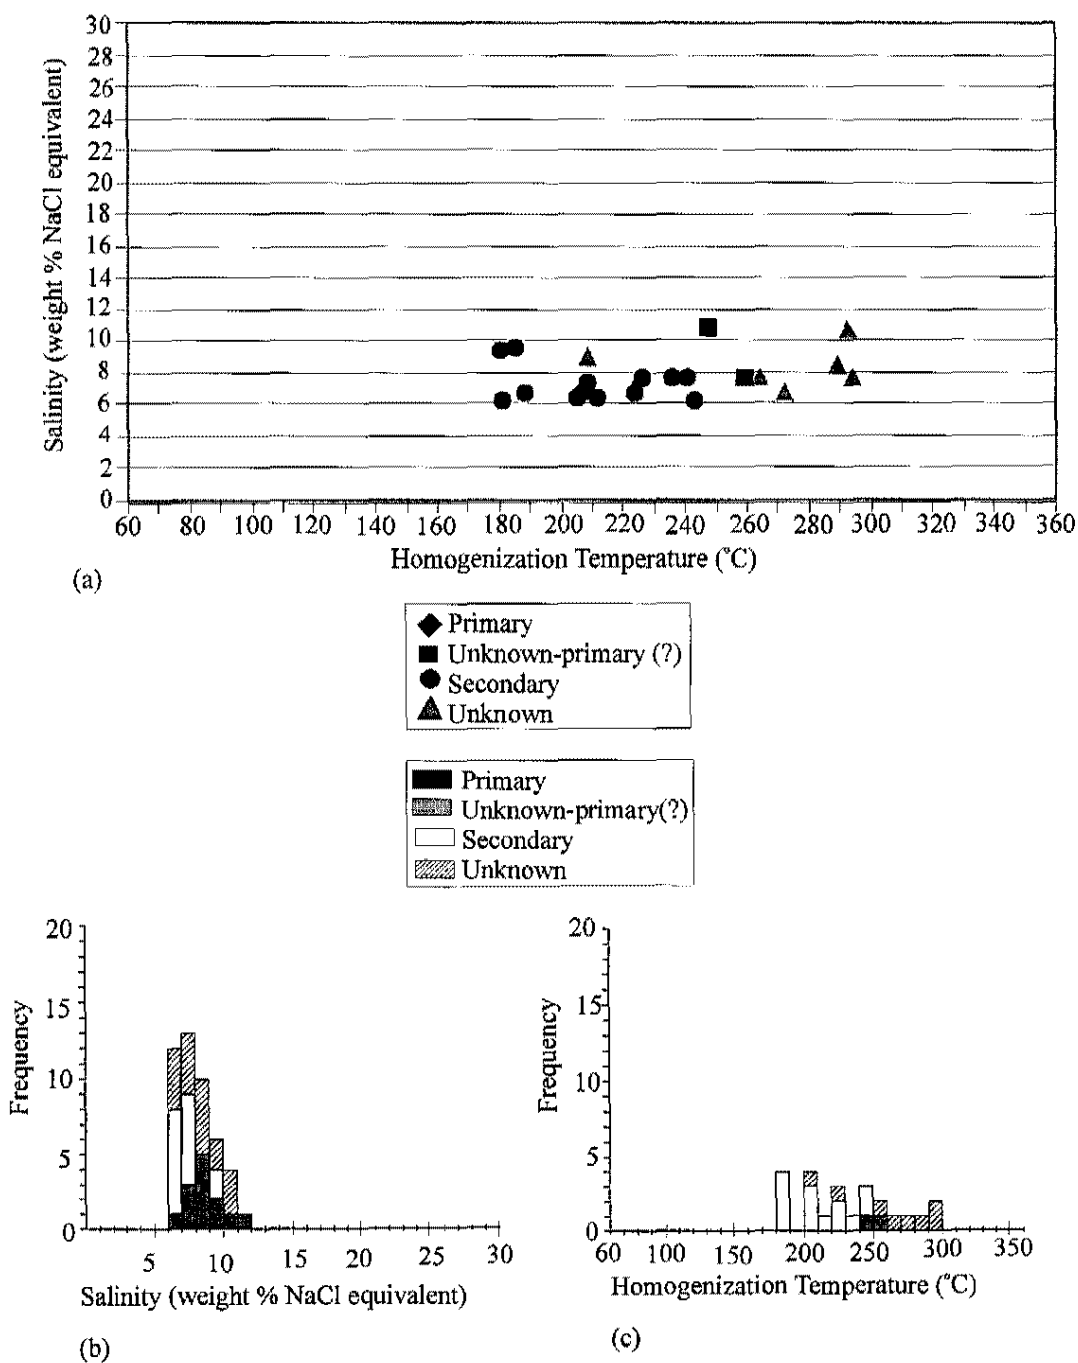 30
28
26
24
22
20
18
16
14
12
10
8
6
4
2
0
Salinity (weight % NaCl equivalent)
60 80 100 120 140 160 180 200 220 240 260 280 300 320 340 360
Homogenization Temperature (°C)
(a)
Primary
Unknown-primary (?)
Secondary
Unknown
Primary
Unknown-primary(?)
Secondary
Unknown
20
15
10
5
0
Frequency
5 10 15 20 25 30
Salinity (weight % NaCl equivalent)
(b)
20
15
10
5
0
Frequency
60 100 150 200 250 300 350
Homogenization Temperature (°C)
(c)